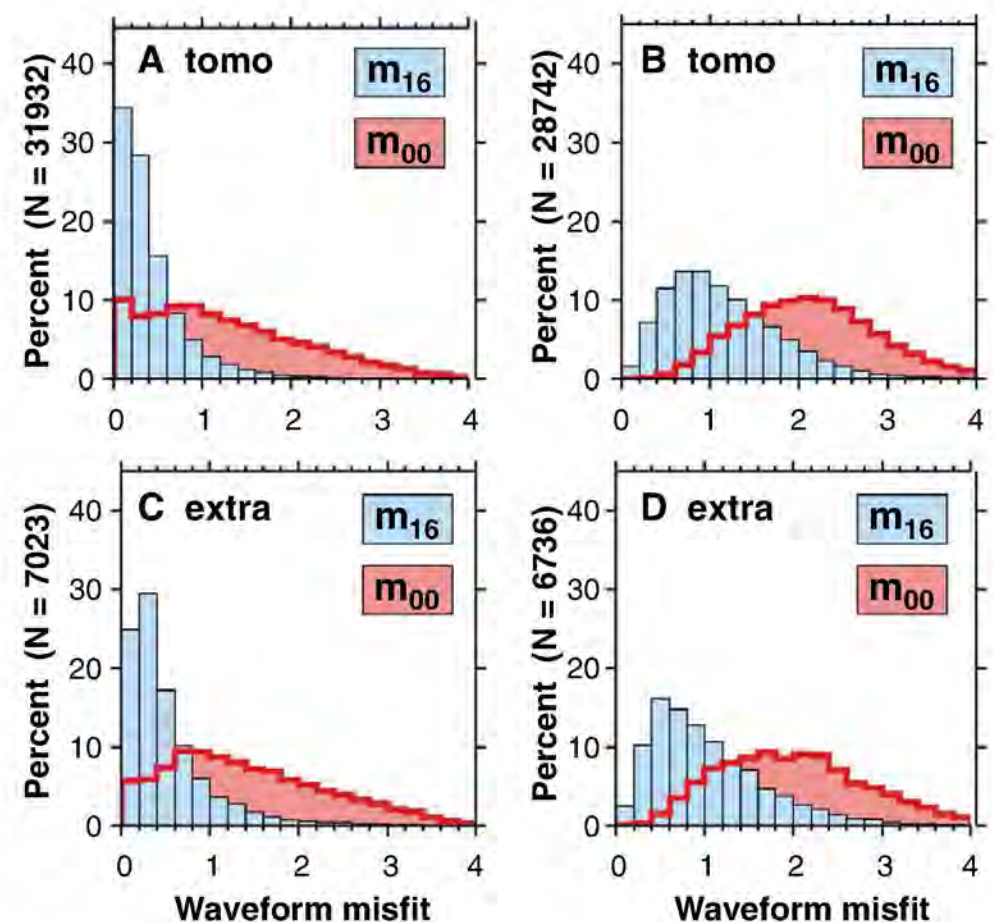 A tomo
m16
m00
Percent (N = 31932)
40
30
20
10
0
0 1 2 3 4
B tomo
m16
m00
Percent (N = 28742)
40
30
20
10
0
0 1 2 3 4
C extra
m16
m00
Percent (N = 7023)
40
30
20
10
0
0 1 2 3 4
Waveform misfit
D extra
m16
m00
Percent (N = 6736)
40
30
20
10
0
0 1 2 3 4
Waveform misfit